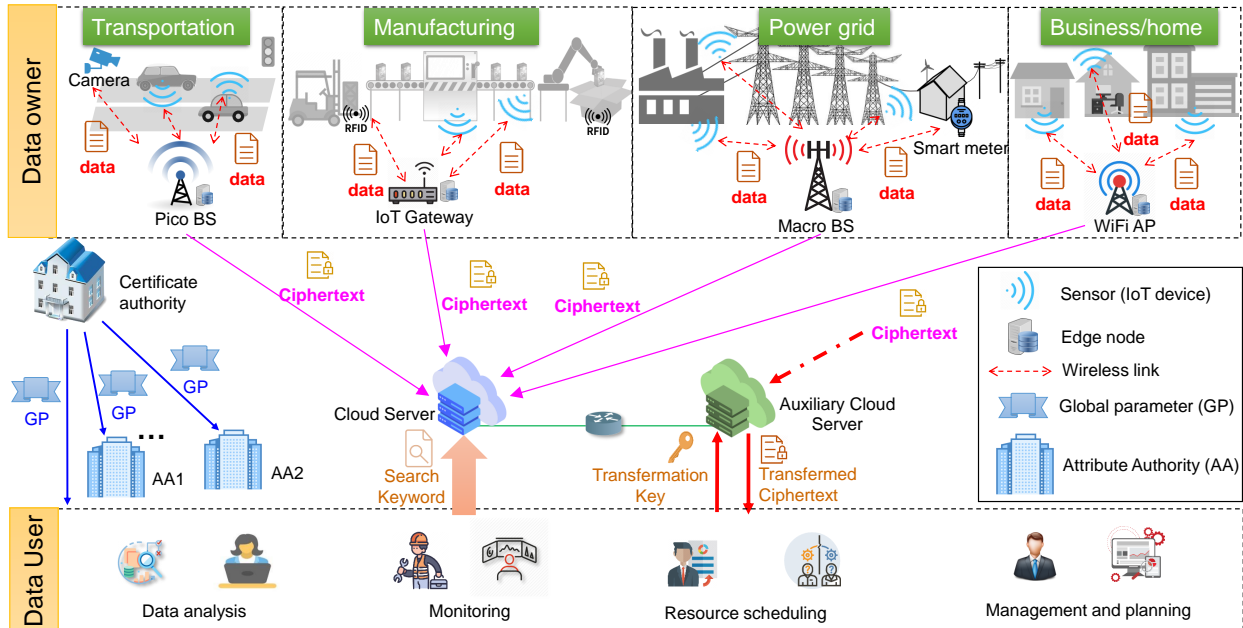 Transportation
Manufacturing
Power grid
Business/home
Data owner
Camera
data
data
Pico BS
RFID
RFID
data
data
IoT Gateway
Smart meter
data
data
Macro BS
data
data
data
WiFi AP
Certificate
authority
Ciphertext
Ciphertext
Ciphertext
Ciphertext
GP
GP
GP
...
AA1
AA2
Cloud Server
Auxiliary Cloud
Server
Search
Keyword
Transfermation
Key
Transfermed
Ciphertext
Sensor (IoT device)
Edge node
Wireless link
Global parameter (GP)
Attribute Authority (AA)
Data User
Data analysis
Monitoring
Resource scheduling
Management and planning